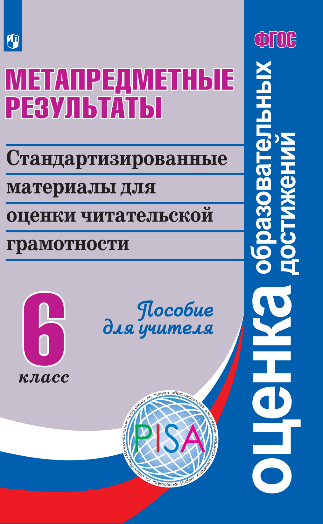 ФГОС
МЕТАПРЕДМЕТНЫЕ
РЕЗУЛЬТАТЫ
Стандартизированные
материалы для
оценки читательской
грамотности
6
класс
Пособие
для учителя
PISA
оценка
образовательных
достижений